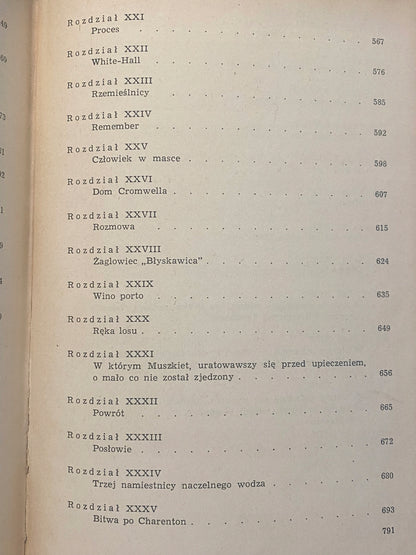 Rozdział XXI
Proces . . . . . . . . . . . 567
Rozdział XXII
White-Hall . . . . . . . . . . 576
Rozdział XXIII
Rzemieślnicy . . . . . . . . . 585
Rozdział XXIV
Remember . . . . . . . . . . 592
Rozdział XXV
Człowiek w masce . . . . . . . . . 598
Rozdział XXVI
Dom Cromwella . . . . . . . . . . 607
Rozdział XXVII
Rozmowa . . . . . . . . . . 615
Rozdział XXVIII
Żaglowiec „Błyskawica” . . . . . . . . 624
Rozdział XXIX
Wino porto . . . . . . . . . . 635
Rozdział XXX
Ręka losu . . . . . . . . . . . 649
Rozdział XXXI
W którym Muszkiet, uratowawszy się przed upieczeniem,
o mało co nie został zjedzony . . . . . . 656
Rozdział XXXII
Powrót . . . . . . . . . . 665
Rozdział XXXIII
Posłowie . . . . . . . . . . 672
Rozdział XXXIV
Trzej namiestnicy naczelnego wodza . . . . . 680
Rozdział XXXV
Bitwa po Charenton . . . . . . . . 693
791